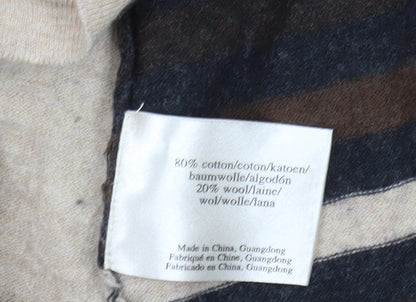 80% cotton/coton/katoen/
baumwolle/algodón
20% wool/laine/
wol/wolle/lana
Made in China, Guangdong
Fabriqué en China, Guangdong
Fabricado en China, Guangdong